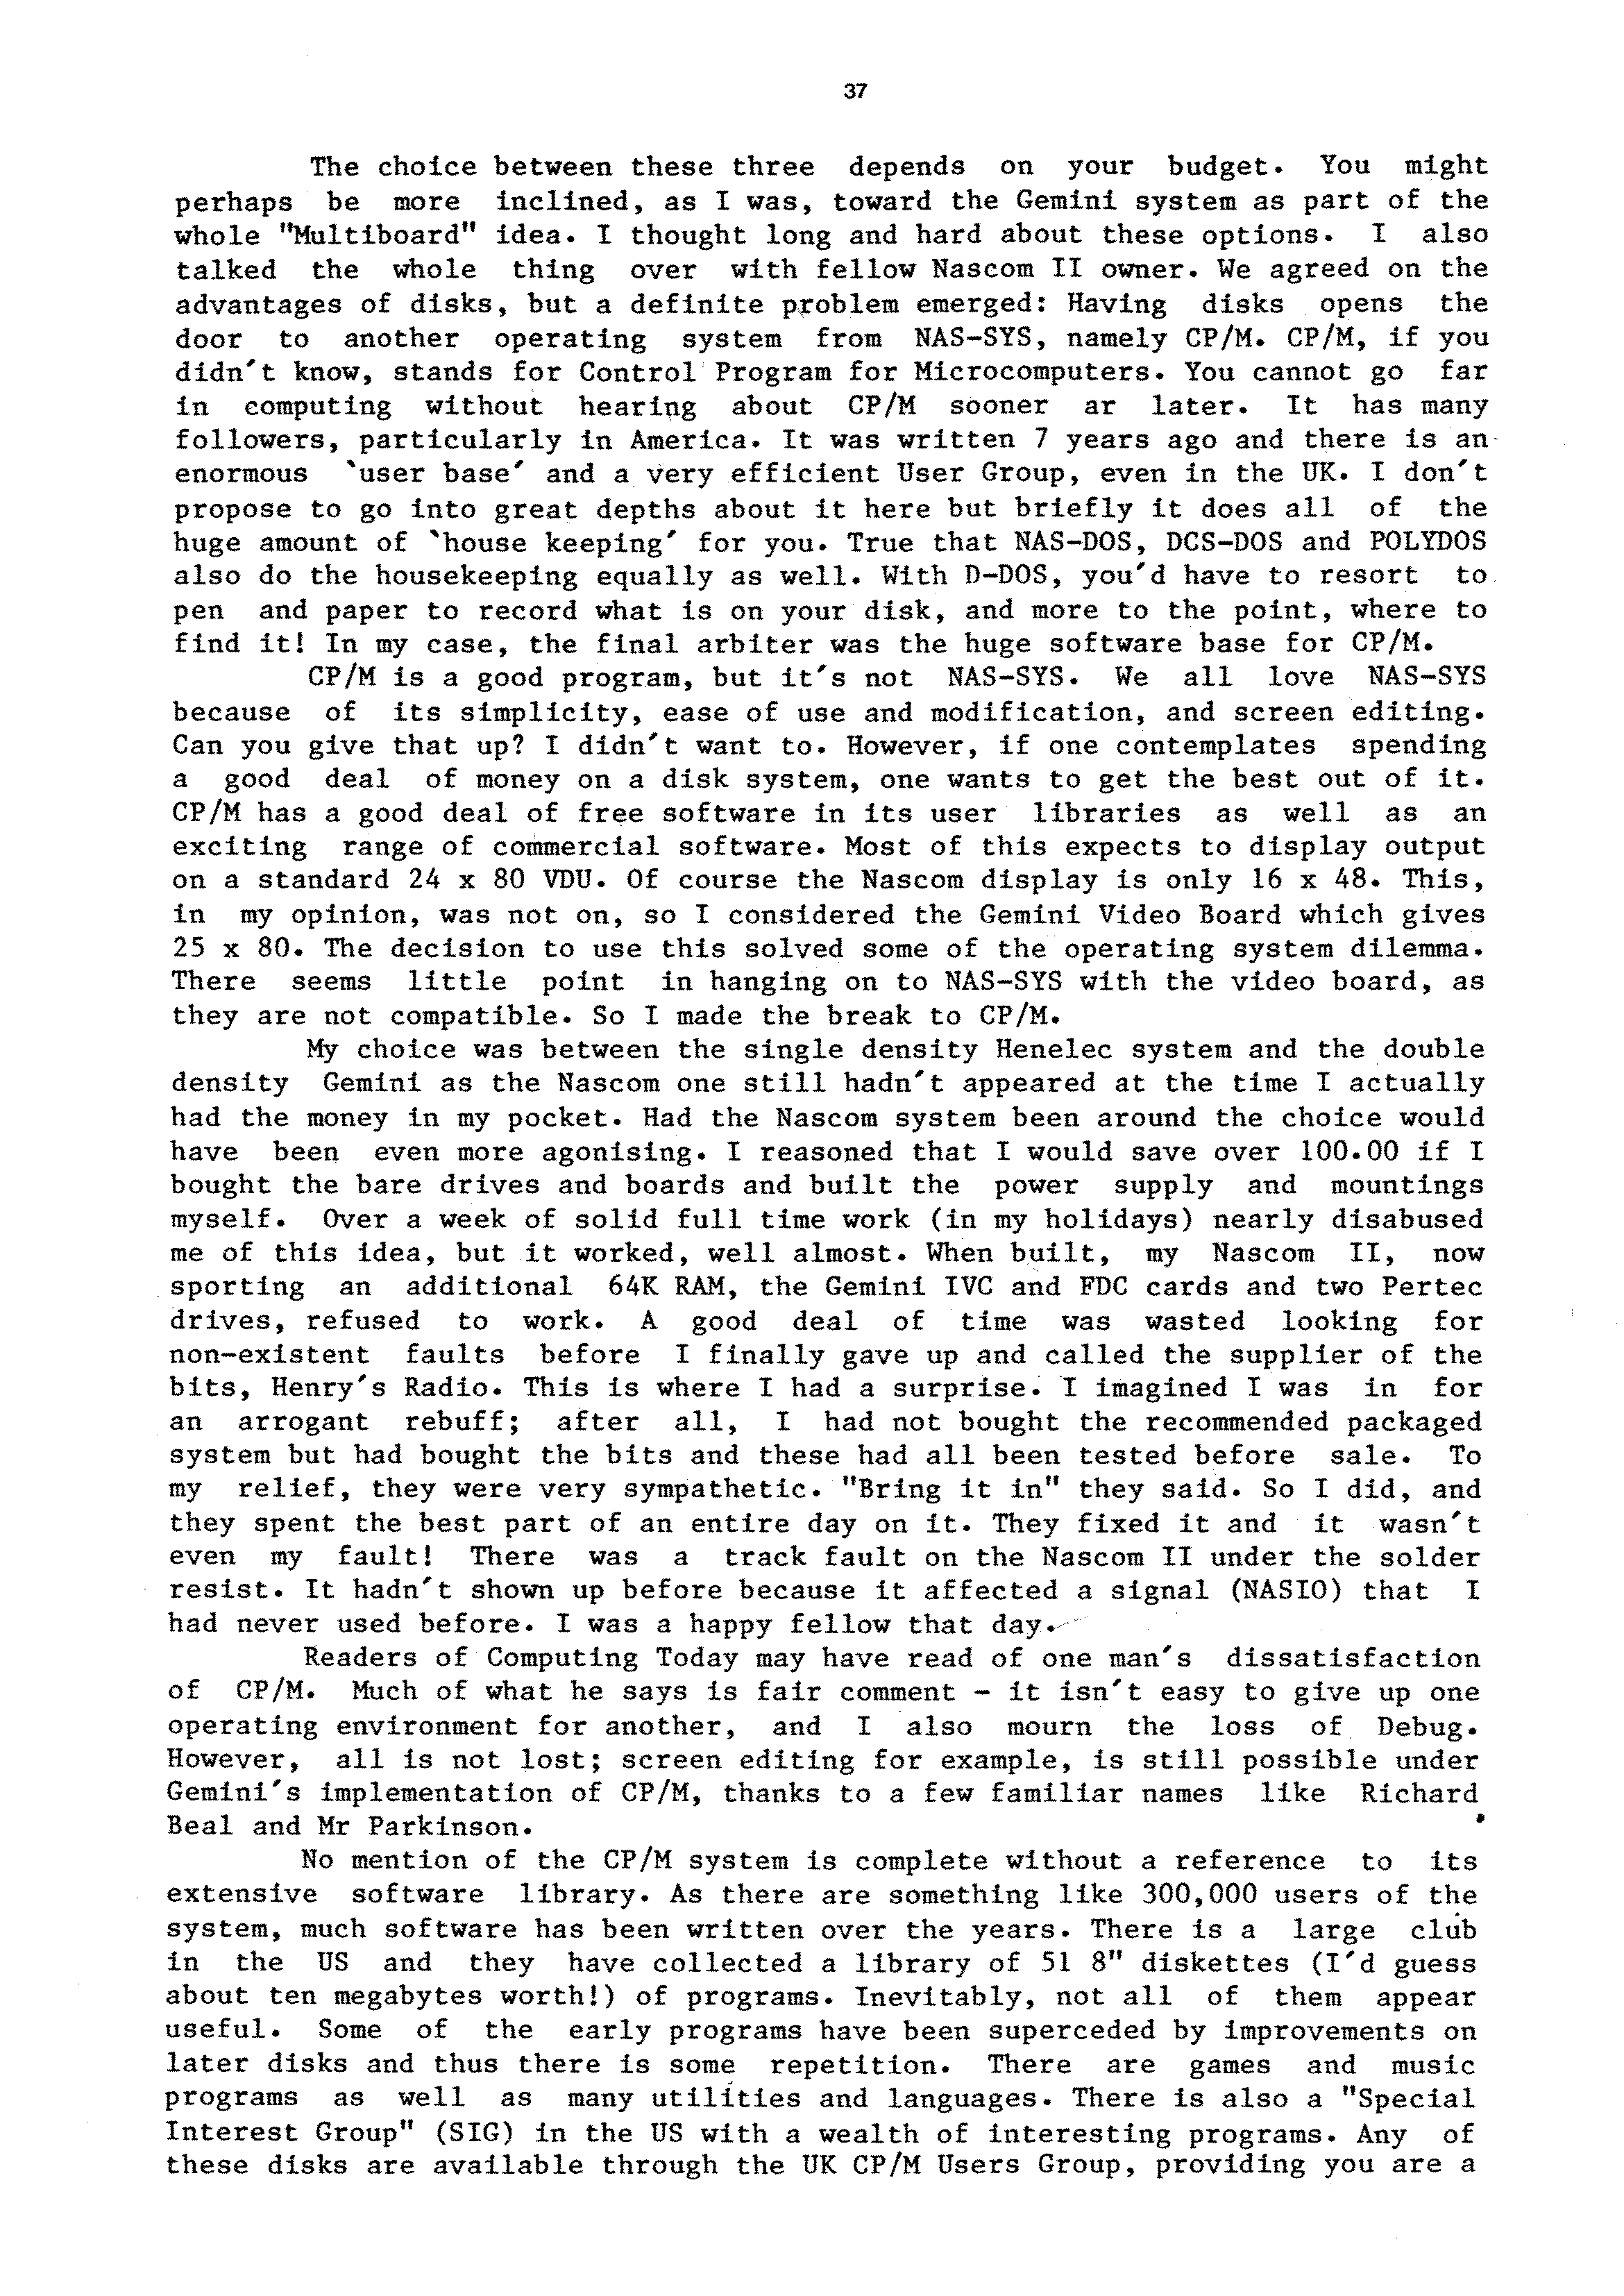 37
The choice between these three depends on your budget. You might
perhaps be more inclined, as I was, toward the Gemini system as part of the
whole "Multiboard" idea. I thought long and hard about these options. I also
talked the whole thing over with fellow Nascom II owner. We agreed on the
advantages of disks, but a definite problem emerged: Having disks opens the
door to another operating system from NAS-SYS, namely CP/M. CP/M, if you
didn't know, stands for Control Program for Microcomputers. You cannot go far
in computing without hearing about CP/M sooner ar later. It has many
followers, particularly in America. It was written 7 years ago and there is an
enormous `user base' and a very efficient User Group, even in the UK. I don't
propose to go into great depths about it here but briefly it does all of the
huge amount of `house keeping' for you. True that NAS-DOS, DCS-DOS and POLYDOS
also do the housekeeping equally as well. With D-DOS, you'd have to resort to
pen and paper to record what is on your disk, and more to the point, where to
find it! In my case, the final arbiter was the huge software base for CP/M.
CP/M is a good program, but it's not NAS-SYS. We all love NAS-SYS
because of its simplicity, ease of use and modification, and screen editing.
Can you give that up? I didn't want to. However, if one contemplates spending
a good deal of money on a disk system, one wants to get the best out of it.
CP/M has a good deal of free software in its user libraries as well as an
exciting range of commercial software. Most of this expects to display output
on a standard 24 x 80 VDU. Of course the Nascom display is only 16 x 48. This,
in my opinion, was not on, so I considered the Gemini Video Board which gives
25 x 80. The decision to use this solved some of the operating system dilemma.
There seems little point in hanging on to NAS-SYS with the video board, as
they are not compatible. So I made the break to CP/M.
My choice was between the single density Henelec system and the double
density Gemini as the Nascom one still hadn't appeared at the time I actually
had the money in my pocket. Had the Nascom system been around the choice would
have been even more agonising. I reasoned that I would save over 100.00 if I
bought the bare drives and boards and built the power supply and mountings
myself. Over a week of solid full time work (in my holidays) nearly disabused
me of this idea, but it worked, well almost. When built, my Nascom II, now
sporting an additional 64K RAM, the Gemini IVC and FDC cards and two Pertec
drives, refused to work. A good deal of time was wasted looking for
non-existent faults before I finally gave up and called the supplier of the
bits, Henry's Radio. This is where I had a surprise. I imagined I was in for
an arrogant rebuff; after all, I had not bought the recommended packaged
system but had bought the bits and these had all been tested before sale. To
my relief, they were very sympathetic. "Bring it in" they said. So I did, and
they spent the best part of an entire day on it. They fixed it and it wasn't
even my fault! There was a track fault on the Nascom II under the solder
resist. It hadn't shown up before because it affected a signal (NASIO) that I
had never used before. I was a happy fellow that day.
Readers of Computing Today may have read of one man's dissatisfaction
of CP/M. Much of what he says is fair comment - it isn't easy to give up one
operating environment for another, and I also mourn the loss of Debug.
However, all is not lost; screen editing for example, is still possible under
Gemini's implementation of CP/M, thanks to a few familiar names like Richard
Beal and Mr Parkinson.
No mention of the CP/M system is complete without a reference to its
extensive software library. As there are something like 300,000 users of the
system, much software has been written over the years. There is a large club
in the US and they have collected a library of 51 8" diskettes (I'd guess
about ten megabytes worth!) of programs. Inevitably, not all of them appear
useful. Some of the early programs have been superceded by improvements on
later disks and thus there is some repetition. There are games and music
programs as well as many utilities and languages. There is also a "Special
Interest Group" (SIG) in the US with a wealth of interesting programs. Any of
these disks are available through the UK CP/M Users Group, providing you are a